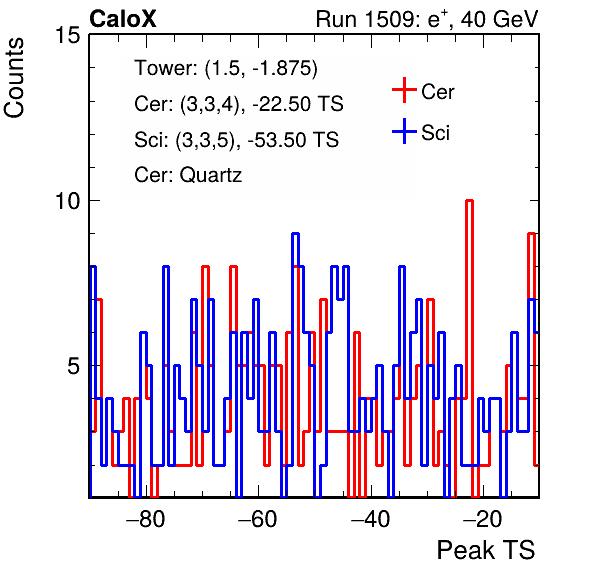 CaloX Run 1509: e⁺, 40 GeV
Counts
15
10
5
Tower: (1.5, -1.875)
Cer: (3,3,4), -22.50 TS
Sci: (3,3,5), -53.50 TS
Cer: Quartz
Cer
Sci
−80 −60 −40 −20
Peak TS